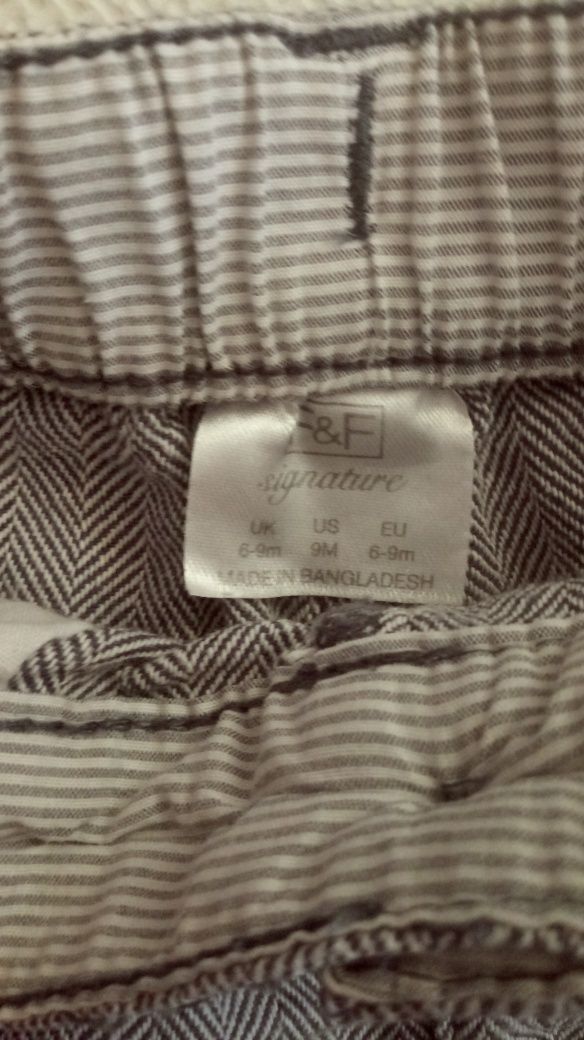 F&F
signature
UK US EU
6-9m 9M 6-9m
MADE IN BANGLADESH